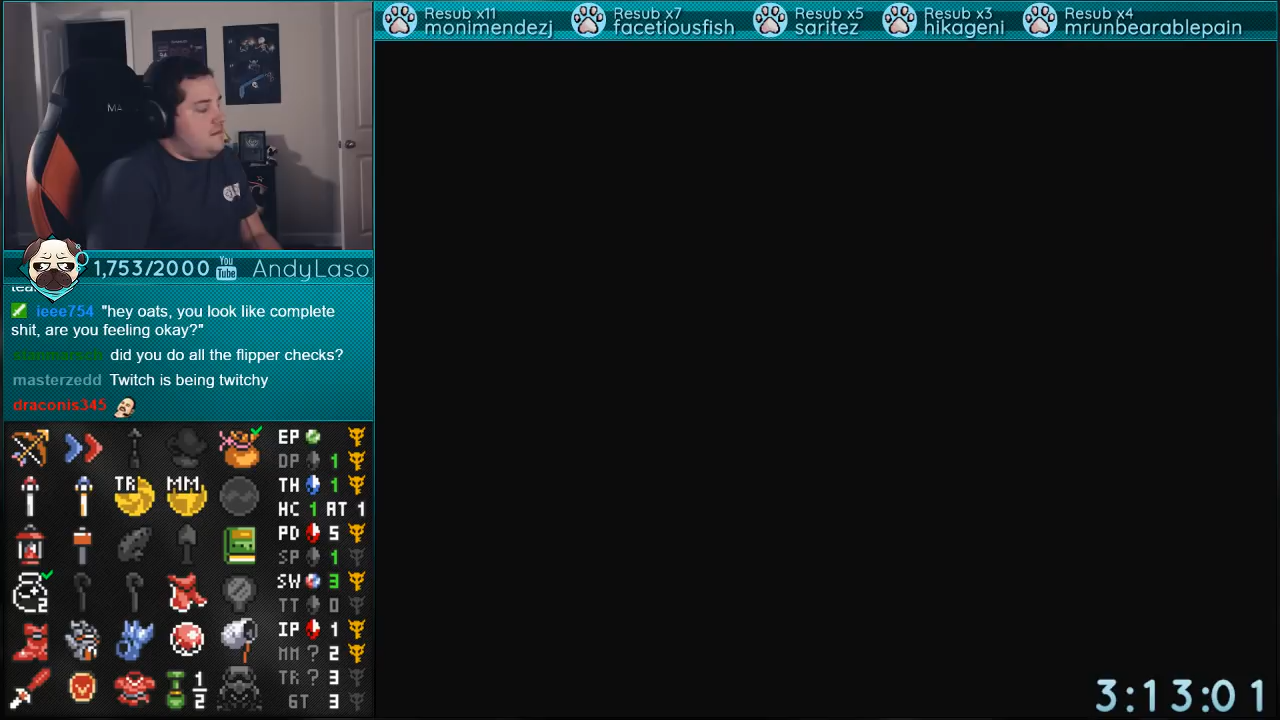 Resub x11
monimendezj
Resub x7
facetiousfish
Resub x5
saritez
Resub x3
hikageni
Resub x4
mrunbearablepain
MA
1,753/2000 You Tube AndyLaso
ieee754 "hey oats, you look like complete
shit, are you feeling okay?"
did you do all the flipper checks?
masterzedd Twitch is being twitchy
draconis345
EP
DP 1
TR MM
TH 1
HC 1 AT 1
PD 5
SP 1
2
SW 3
TT 0
IP 1
MM ? 2
1/2
TR ? 3
GT 3
3:13:01